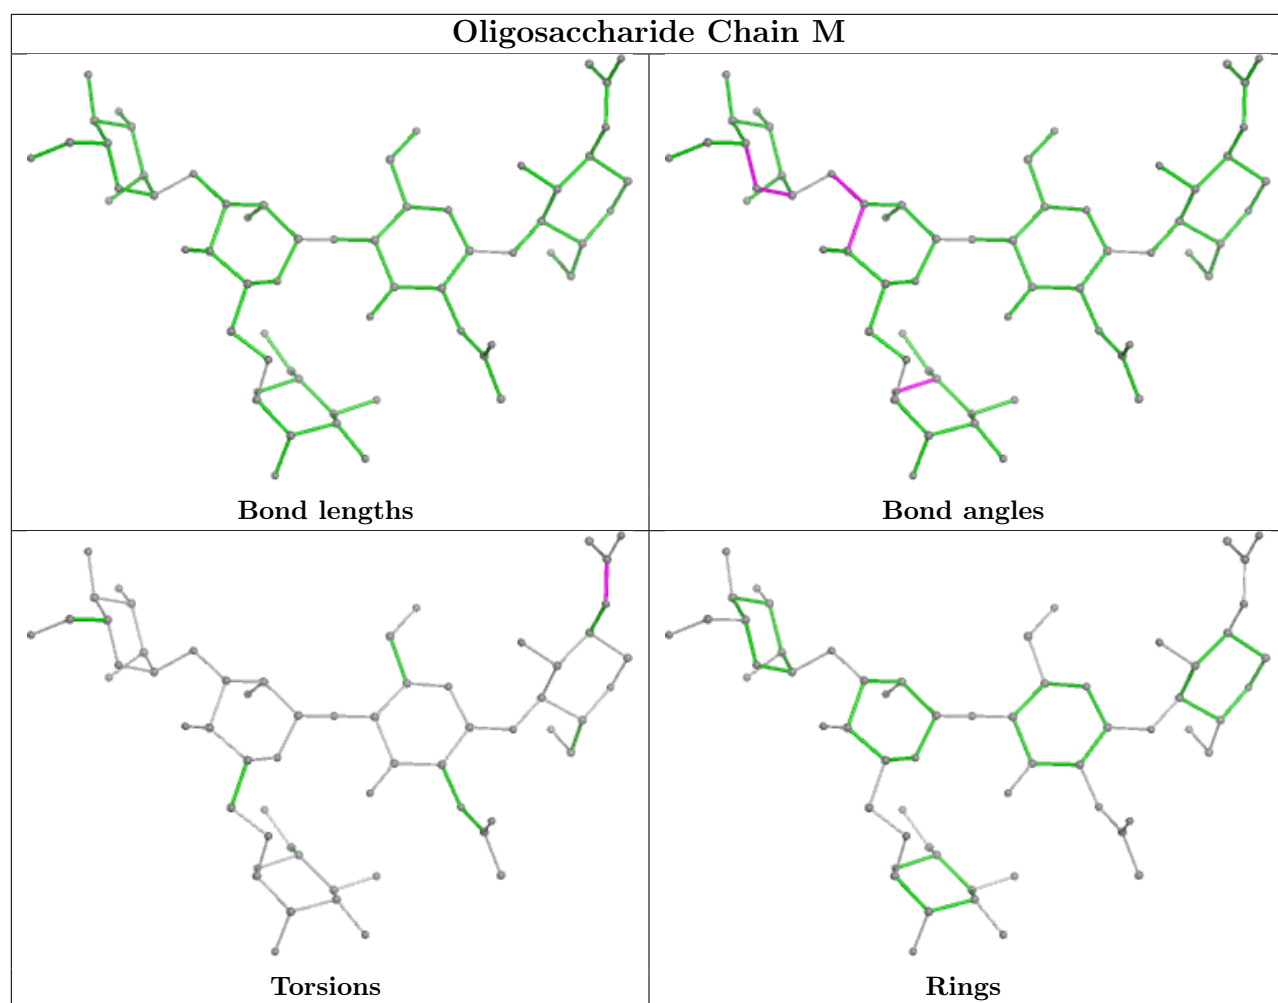 Oligosaccharide Chain M
Bond lengths
Bond angles
Torsions
Rings